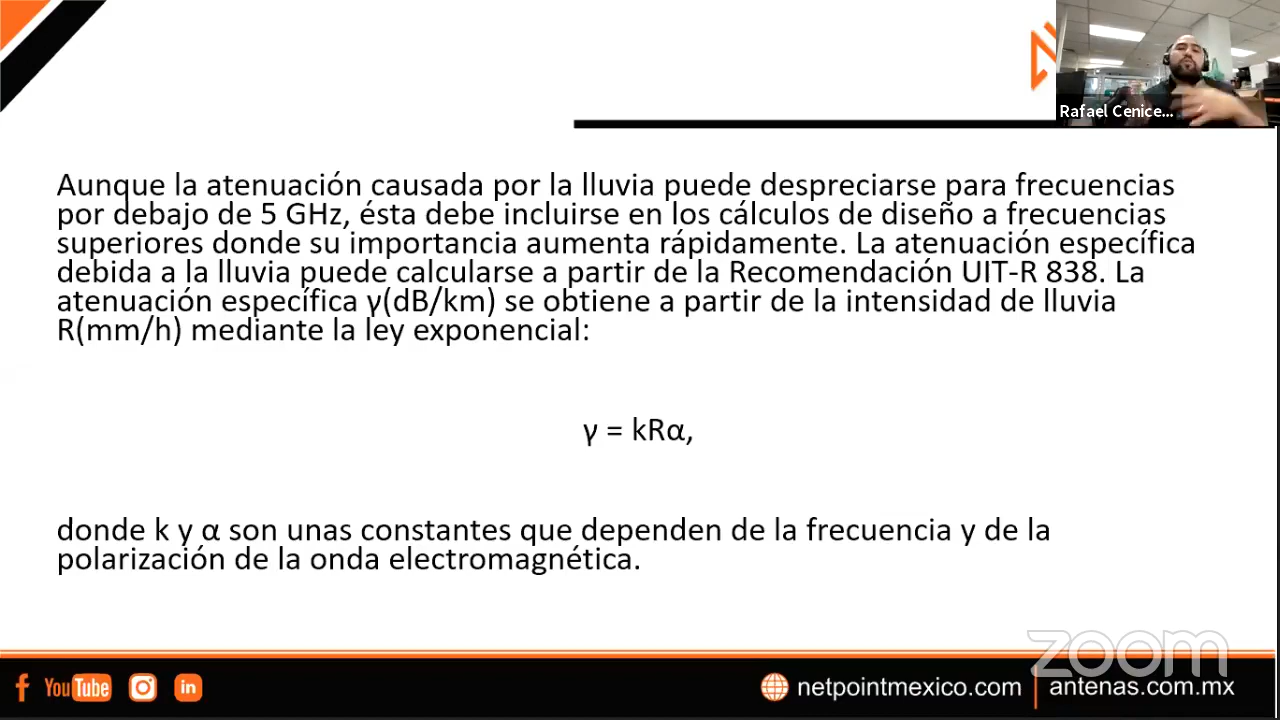 Rafael Cenice...
Aunque la atenuación causada por la lluvia puede despreciarse para frecuencias
por debajo de 5 GHz, ésta debe incluirse en los cálculos de diseño a frecuencias
superiores donde su importancia aumenta rápidamente. La atenuación específica
debida a la lluvia puede calcularse a partir de la Recomendación UIT-R 838. La
atenuación específica γ(dB/km) se obtiene a partir de la intensidad de lluvia
R(mm/h) mediante la ley exponencial:
γ = kRα,
donde k y α son unas constantes que dependen de la frecuencia y de la
polarización de la onda electromagnética.
zoom
YouTube in netpointmexico.com antenas.com.mx